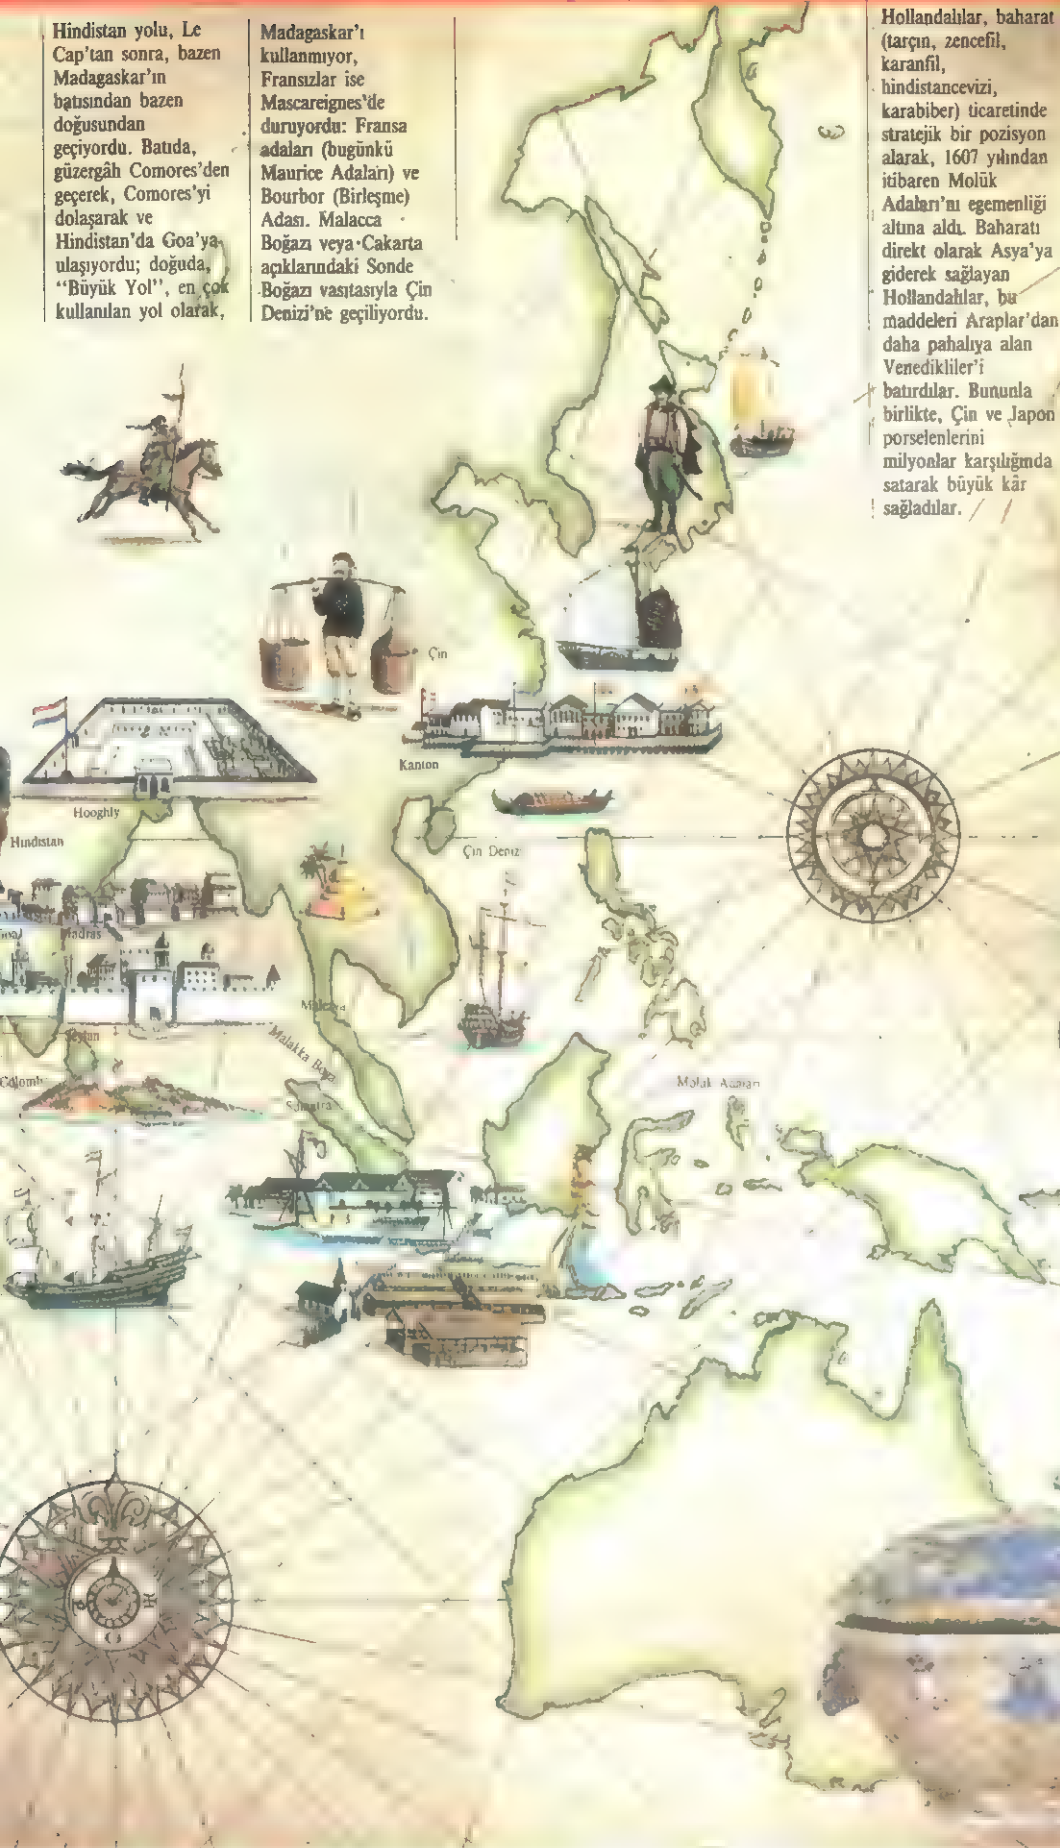 Hindistan yolu, Le
Cap'tan sonra, bazen
Madagaskar'ın
batısından bazen
doğusundan
geçiyordu. Batıda,
güzergâh Comores'den
geçerek, Comores'yi
dolaşarak ve
Hindistan'da Goa'ya
ulaşıyordu; doğuda,
"Büyük Yol", en çok
kullanılan yol olarak,
Madagaskar'ı
kullanmıyor,
Fransızlar ise
Mascareignes'de
duruyordu: Fransa
adaları (bugünkü
Maurice Adaları) ve
Bourbor (Birleşme)
Adası. Malacca
Boğazı veya Cakarta
açıklarındaki Sonde
Boğazı vasıtasıyla Çin
Denizi'ne geçiliyordu.
Hollandalılar, baharat
(tarçın, zencefil,
karanfil,
hindistancevizi,
karabiber) ticaretinde
stratejik bir pozisyon
alarak, 1607 yılından
itibaren Molük
Adaları'nı egemenliği
altına aldı. Baharatı
direkt olarak Asya'ya
giderek sağlayan
Hollandalılar, bu
maddeleri Araplar'dan
daha pahalıya alan
Venedikliler'i
batırdılar. Bununla
birlikte, Çin ve Japon
porselenlerini
milyonlar karşılığında
satarak büyük kâr
sağladılar.
Çin
Kanton
Hooghly
Hindistan
Çin Denizi
Madras
Seylan
Malakka Boğa
Colomb
Sumatra
Molük Adaları